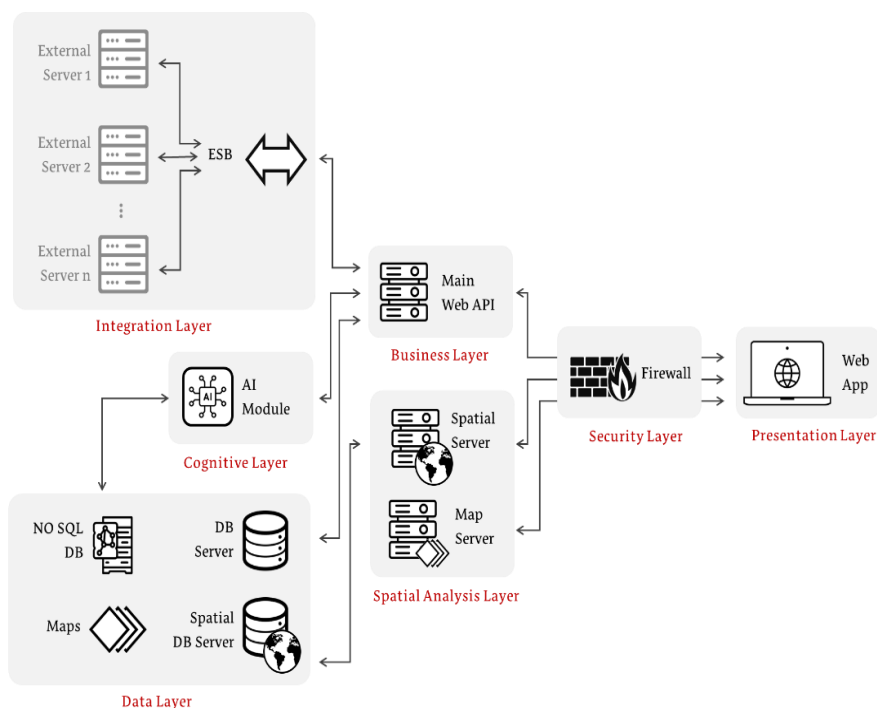 External
Server 1
External
Server 2
ESB
External
Server n
Integration Layer
Main
Web API
Business Layer
AI
AI
Module
Cognitive Layer
Spatial
Server
Map
Server
Spatial Analysis Layer
Firewall
Security Layer
Web
App
Presentation Layer
NO SQL
DB
DB
Server
Maps
Spatial
DB Server
Data Layer